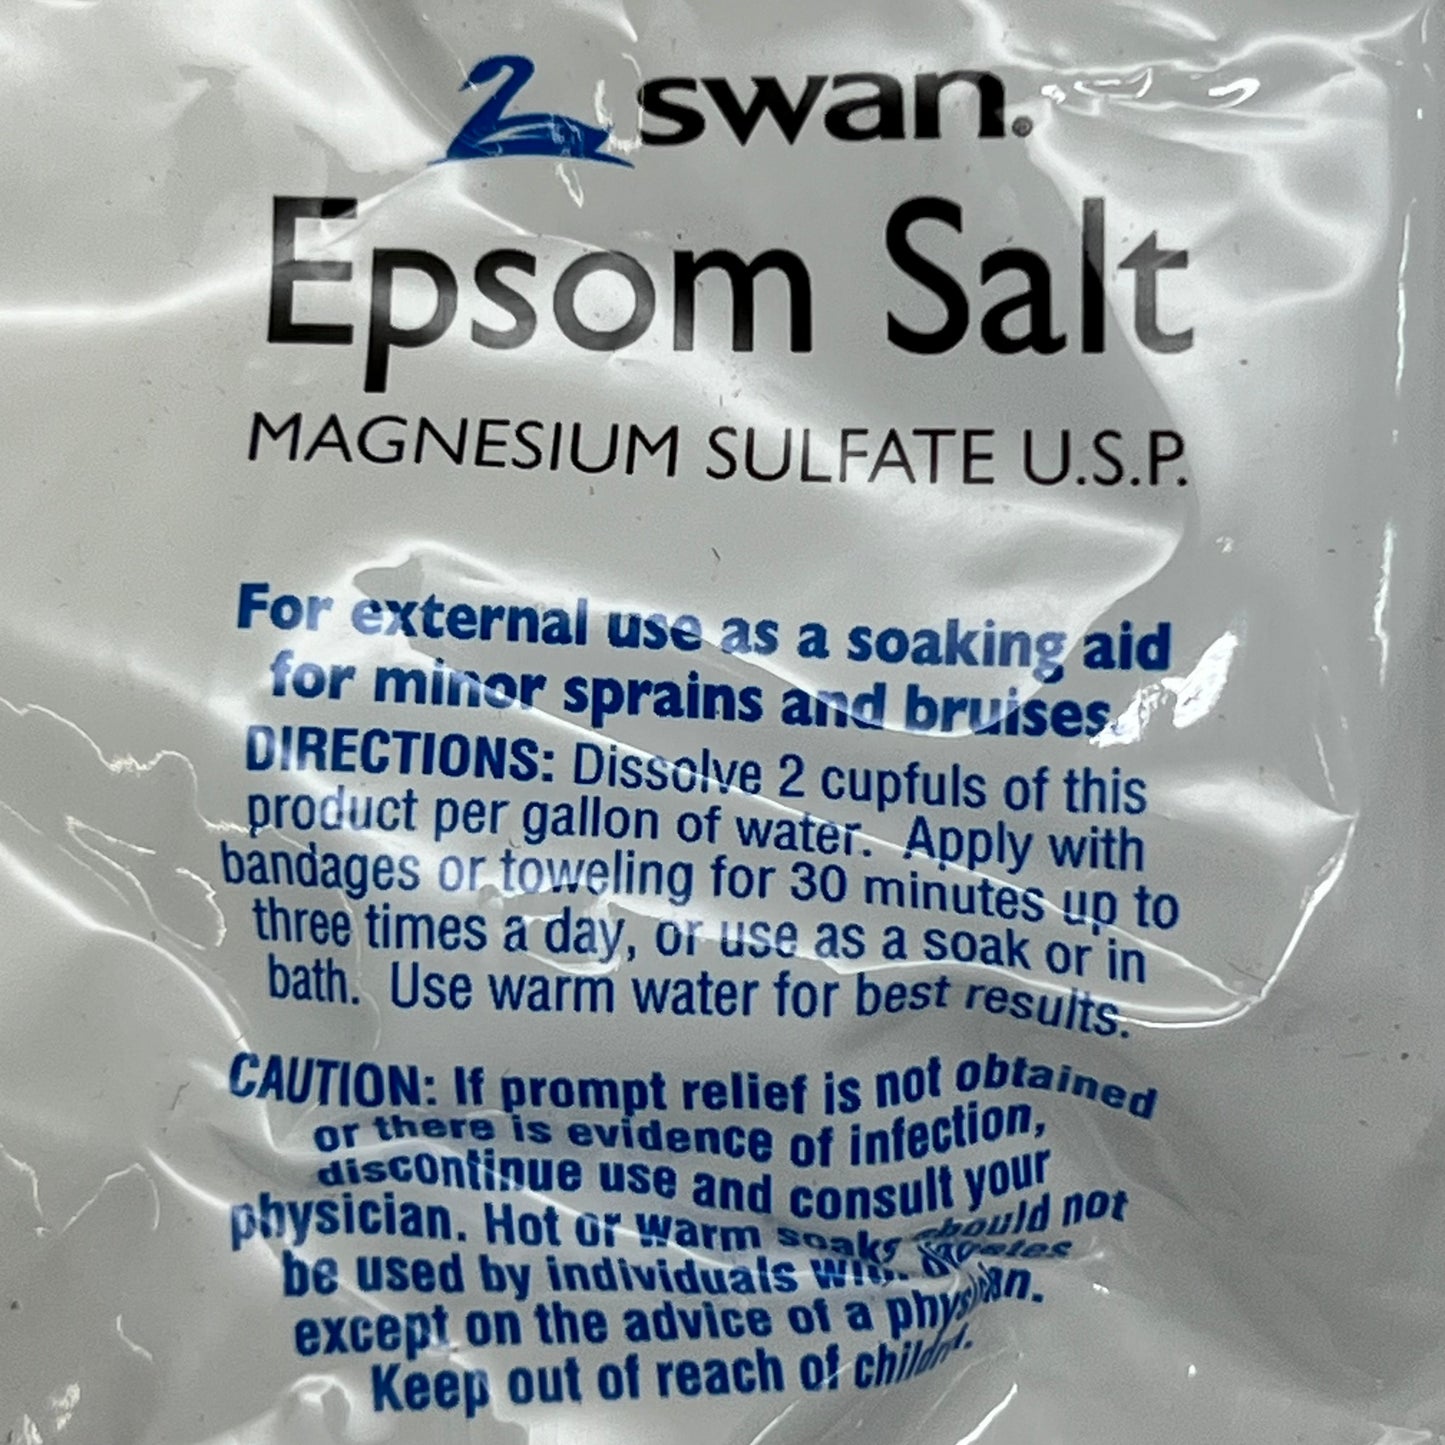 swan®
Epsom Salt
MAGNESIUM SULFATE U.S.P.
For external use as a soaking aid
for minor sprains and bruises.
DIRECTIONS: Dissolve 2 cupfuls of this
product per gallon of water. Apply with
bandages or toweling for 30 minutes up to
three times a day, or use as a soak or in
bath. Use warm water for best results.
CAUTION: If prompt relief is not obtained
or there is evidence of infection,
discontinue use and consult your
physician. Hot or warm soaks should not
be used by individuals with
except on the advice of a physician.
Keep out of reach of